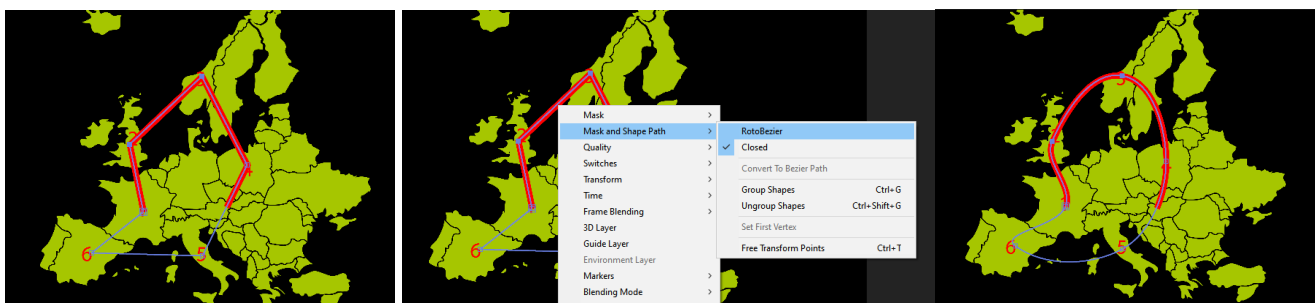 2
3
4
5
6
Mask
Mask and Shape Path
Quality
Switches
Transform
Time
Frame Blending
3D Layer
Guide Layer
Environment Layer
Markers
Blending Mode
RotoBezier
Closed
Convert To Bezier Path
Group Shapes Ctrl+G
Ungroup Shapes Ctrl+Shift+G
Set First Vertex
Free Transform Points Ctrl+T
2
6
3
4
1
5
6